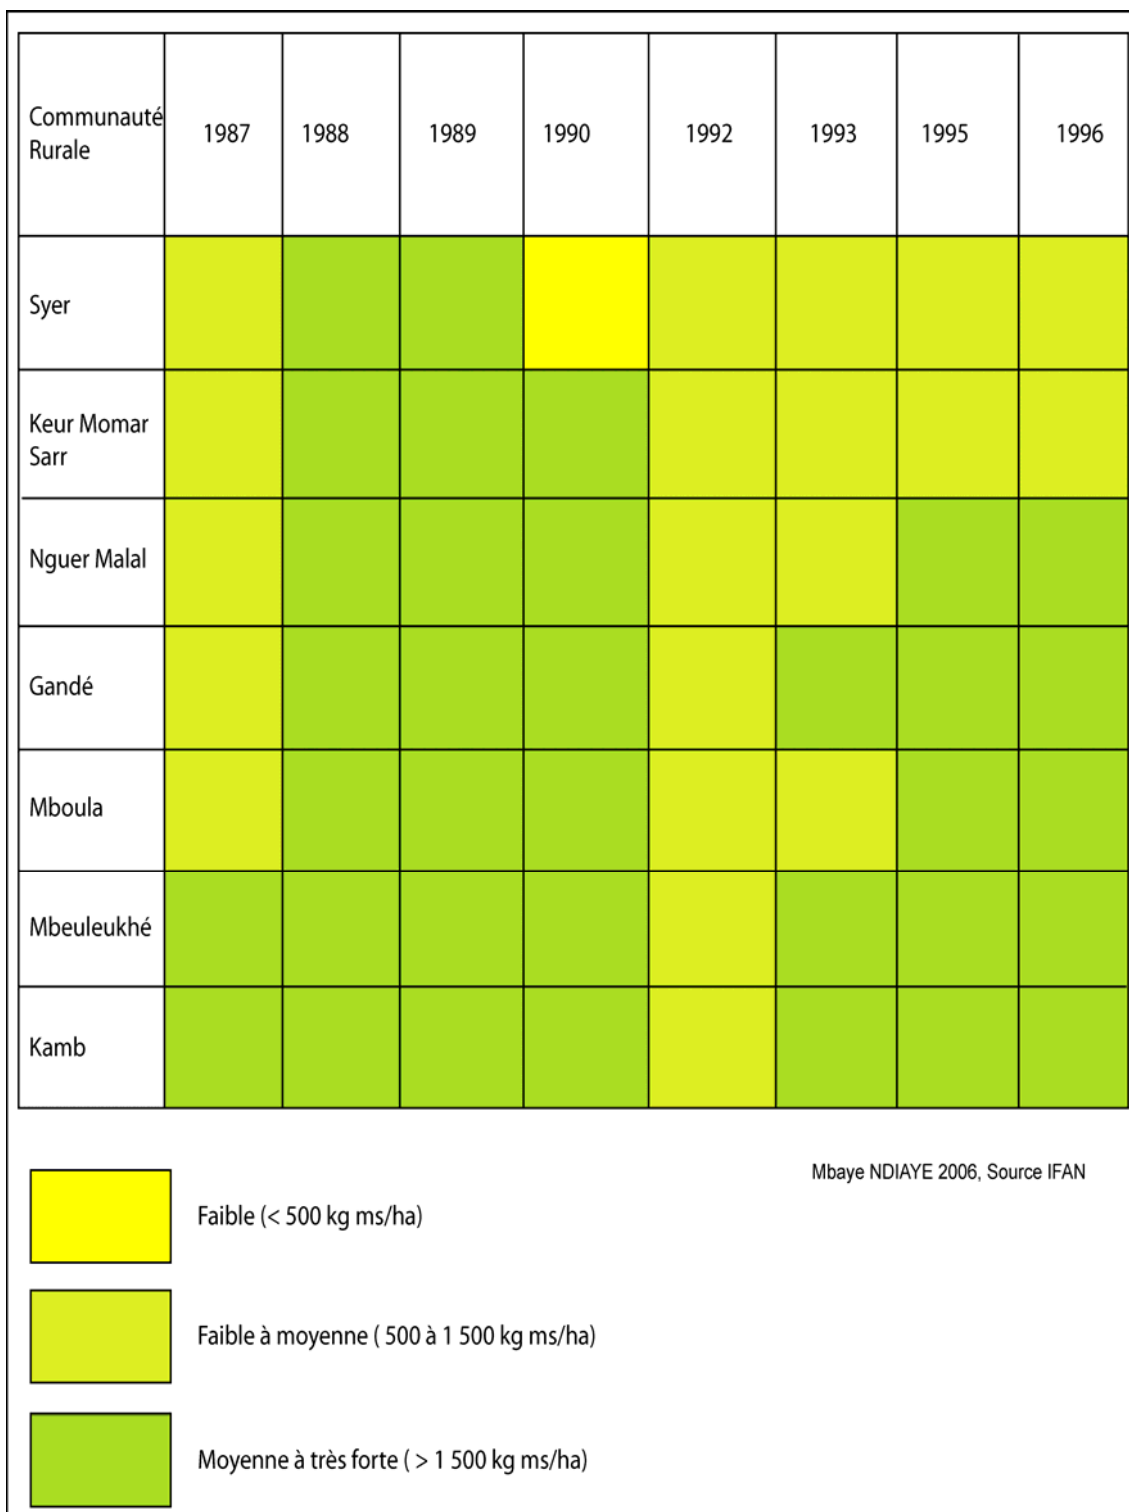 Communauté
Rurale
1987
1988
1989
1990
1992
1993
1995
1996
Syer
Keur Momar
Sarr
Nguer Malal
Gandé
Mboula
Mbeuleukhé
Kamb
Mbaye NDIAYE 2006, Source IFAN
Faible (< 500 kg ms/ha)
Faible à moyenne ( 500 à 1 500 kg ms/ha)
Moyenne à très forte ( > 1 500 kg ms/ha)